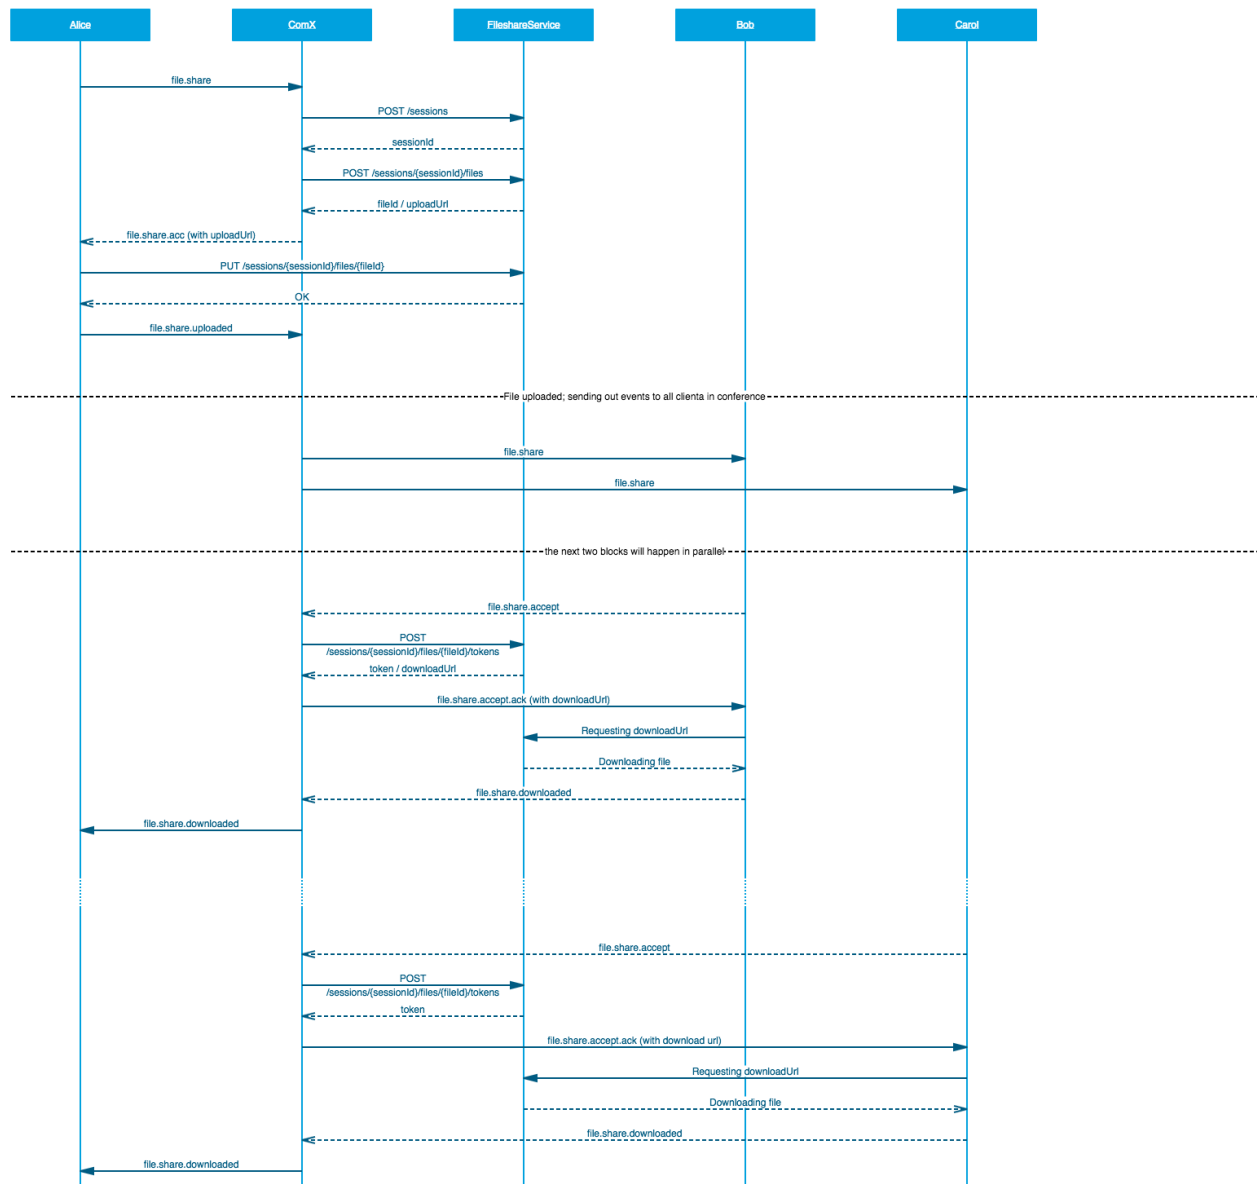 Alice
ComX
FileshareService
Bob
Carol
file.share
POST /sessions
sessionId
POST /sessions/{sessionId}/files
fileId / uploadUrl
file.share.acc (with uploadUrl)
PUT /sessions/{sessionId}/files/{fileId}
OK
file.share.uploaded
File uploaded; sending out events to all clienta in conference
file.share
file.share
the next two blocks will happen in parallel
file.share.accept
POST
/sessions/{sessionId}/files/{fileId}/tokens
token / downloadUrl
file.share.accept.ack (with downloadUrl)
Requesting downloadUrl
Downloading file
file.share.downloaded
file.share.downloaded
file.share.accept
POST
/sessions/{sessionId}/files/{fileId}/tokens
token
file.share.accept.ack (with download url)
Requesting downloadUrl
Downloading file
file.share.downloaded
file.share.downloaded